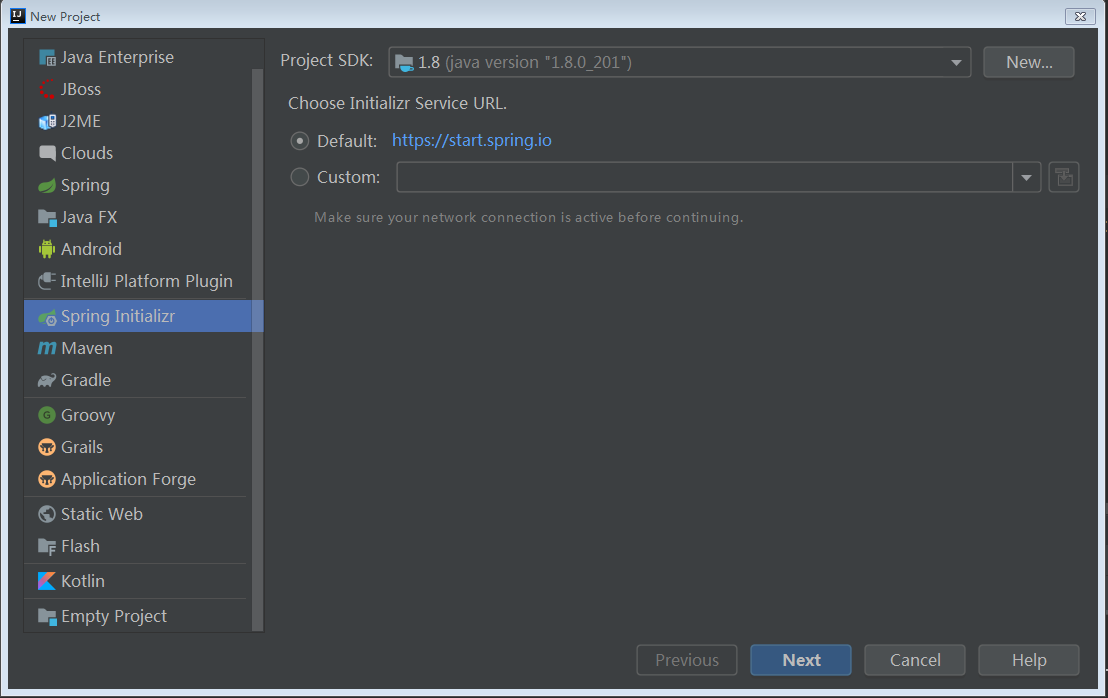 New Project
Java Enterprise
JBoss
J2ME
Clouds
Spring
Java FX
Android
IntelliJ Platform Plugin
Spring Initializr
Maven
Gradle
Groovy
Grails
Application Forge
Static Web
Flash
Kotlin
Empty Project
Project SDK: 1.8 (java version "1.8.0_201") New...
Choose Initializr Service URL.
Default: https://start.spring.io
Custom:
Make sure your network connection is active before continuing.
Previous Next Cancel Help